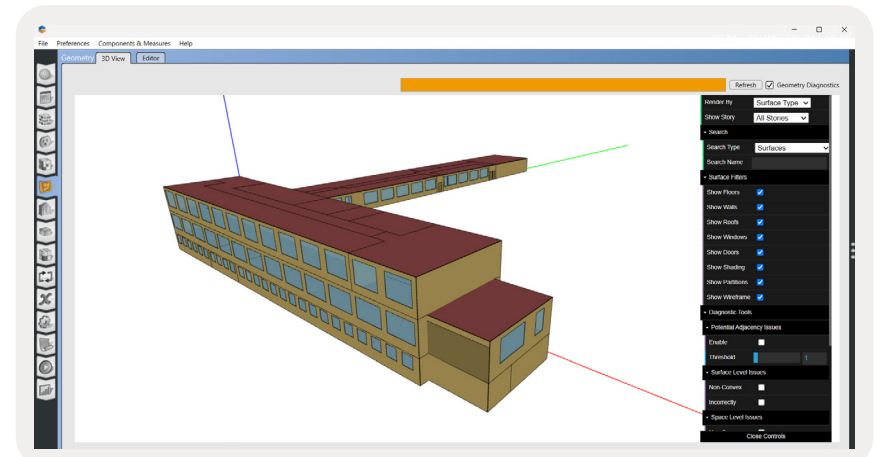 File Preferences Components & Measures Help
Geometry 3D View Editor
Refresh Geometry Diagnostics
Render By Surface Type
Show Story All Stories
Search
Search Type Surfaces
Search Name
Surface Filters
Show Floors
Show Walls
Show Roofs
Show Windows
Show Doors
Show Shading
Show Partitions
Show Wireframe
Diagnostic Tools
Potential Adjacency Issues
Enable
Threshold 1
Surface Level Issues
Non-Convex
Incorrectly
Space Level Issues
Close Controls